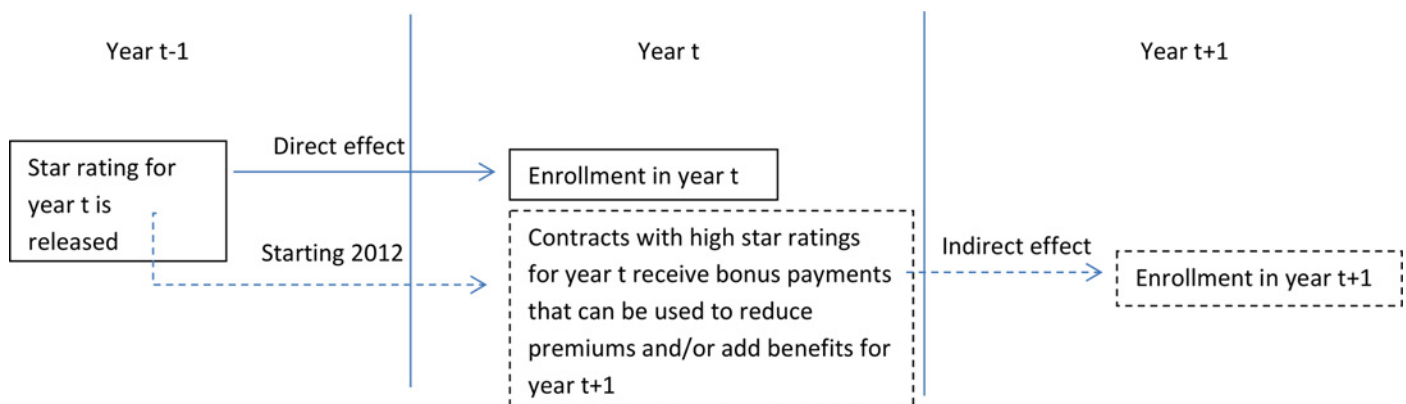 Year t-1
Year t
Year t+1
Star rating for
year t is
released
Direct effect
Enrollment in year t
Starting 2012
Contracts with high star ratings
for year t receive bonus payments
that can be used to reduce
premiums and/or add benefits for
year t+1
Indirect effect
Enrollment in year t+1